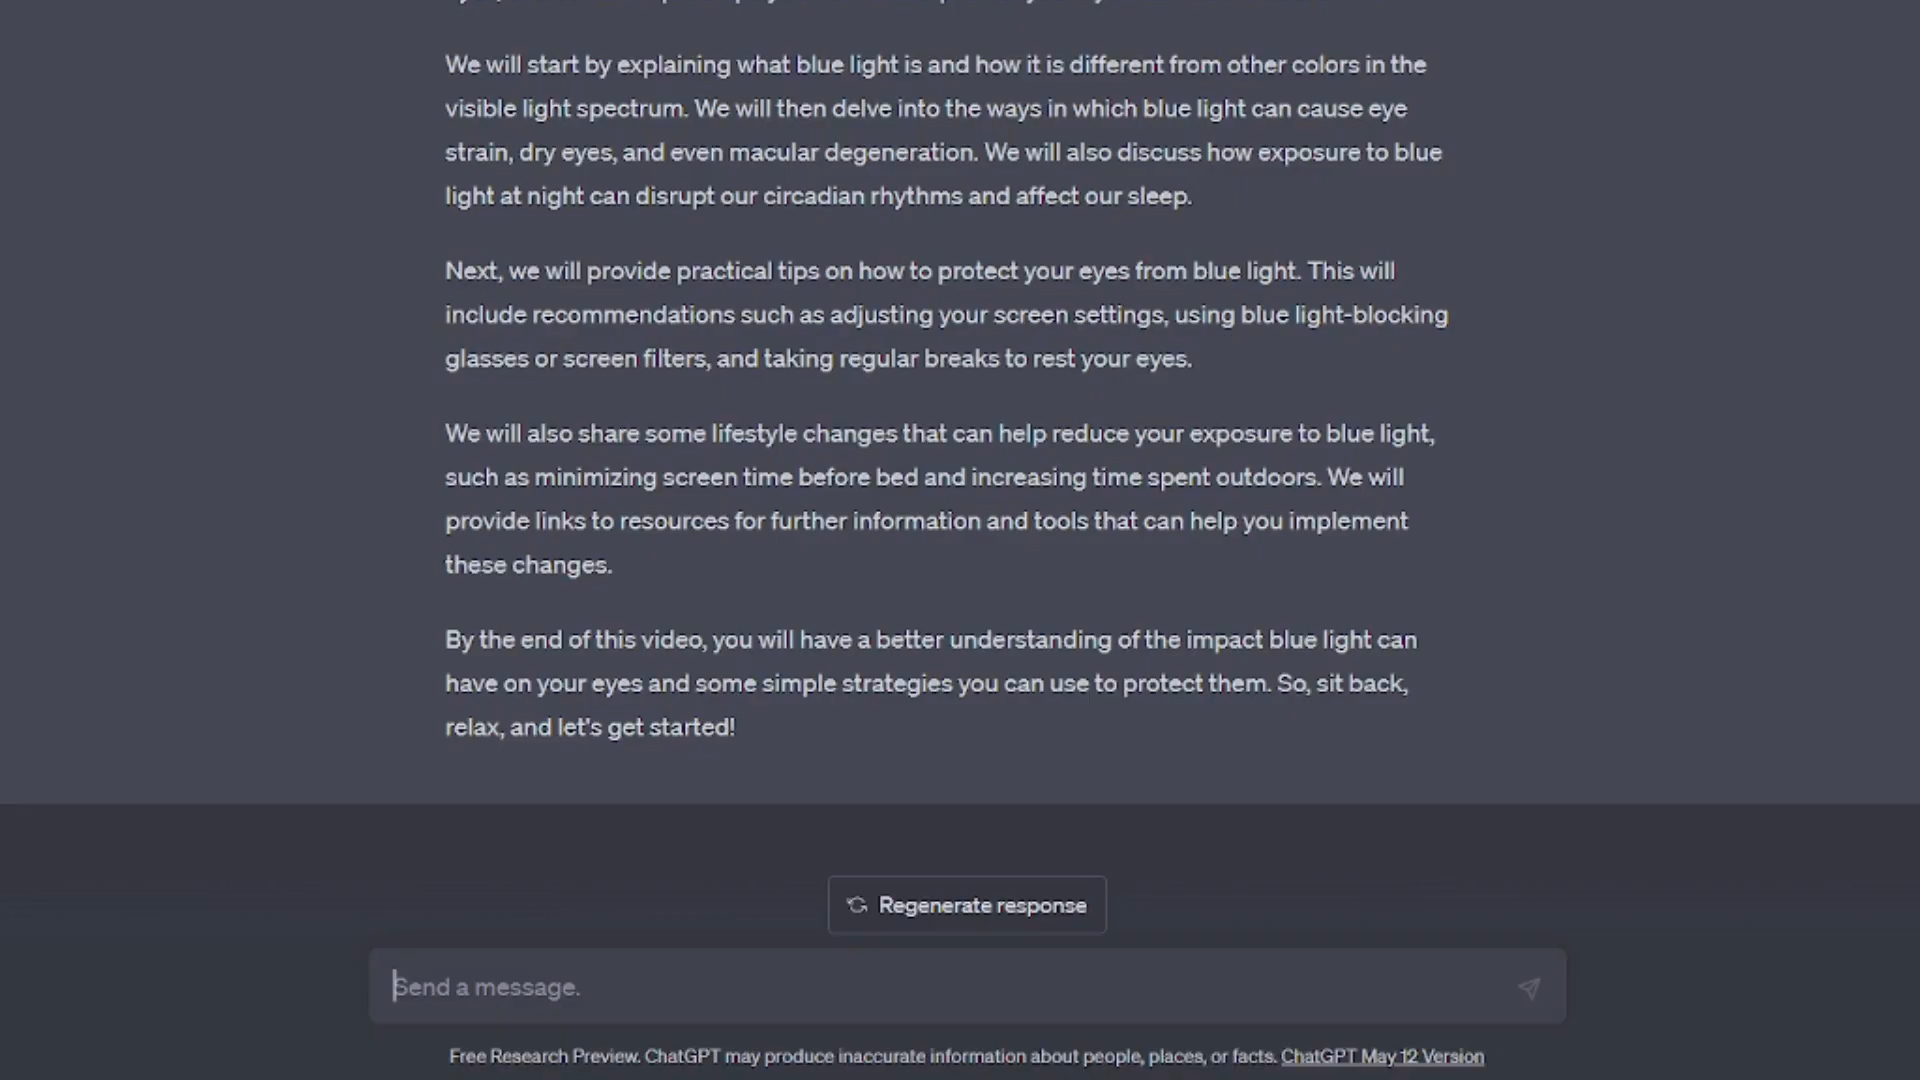 We will start by explaining what blue light is and how it is different from other colors in the
visible light spectrum. We will then delve into the ways in which blue light can cause eye
strain, dry eyes, and even macular degeneration. We will also discuss how exposure to blue
light at night can disrupt our circadian rhythms and affect our sleep.
Next, we will provide practical tips on how to protect your eyes from blue light. This will
include recommendations such as adjusting your screen settings, using blue light-blocking
glasses or screen filters, and taking regular breaks to rest your eyes.
We will also share some lifestyle changes that can help reduce your exposure to blue light,
such as minimizing screen time before bed and increasing time spent outdoors. We will
provide links to resources for further information and tools that can help you implement
these changes.
By the end of this video, you will have a better understanding of the impact blue light can
have on your eyes and some simple strategies you can use to protect them. So, sit back,
relax, and let's get started!
Regenerate response
Send a message.
Free Research Preview. ChatGPT may produce inaccurate information about people, places, or facts. ChatGPT May 12 Version